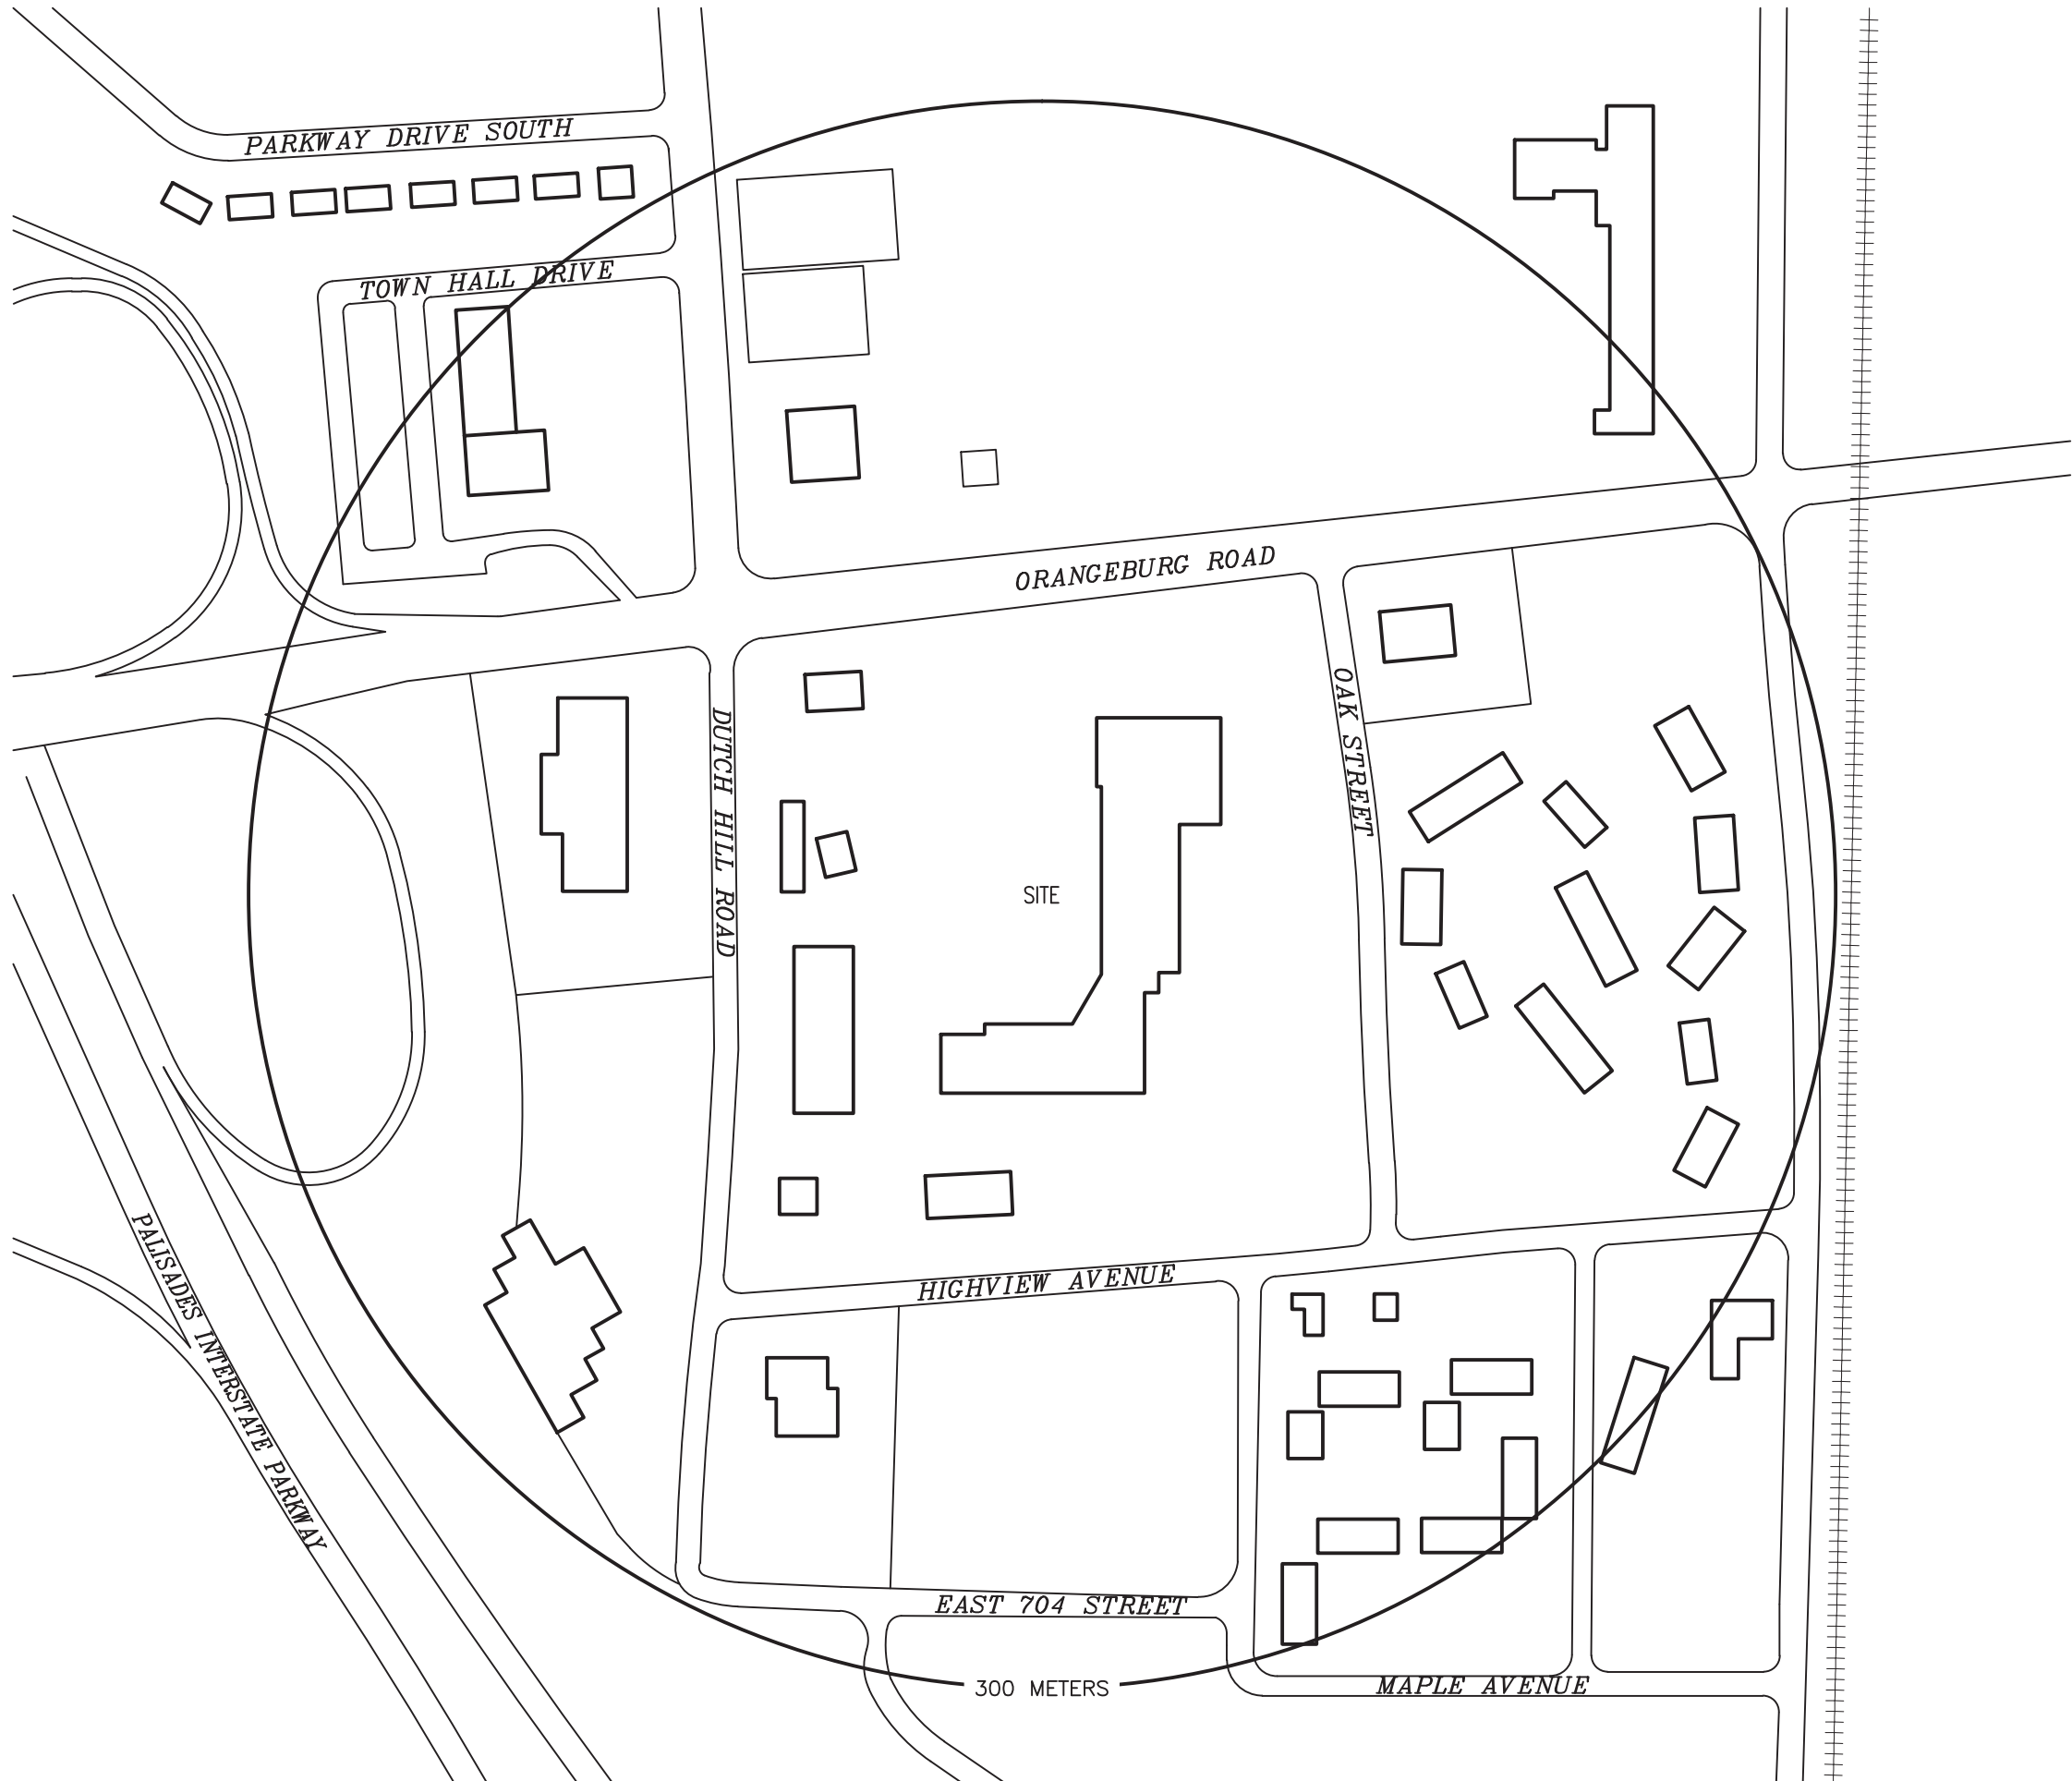 PARKWAY DRIVE SOUTH
TOWN HALL DRIVE
ORANGEBURG ROAD
OAK STREET
DUTCH HILL ROAD
SITE
PALISADES INTERSTATE PARKWAY
HIGHVIEW AVENUE
EAST 704 STREET
300 METERS
MAPLE AVENUE